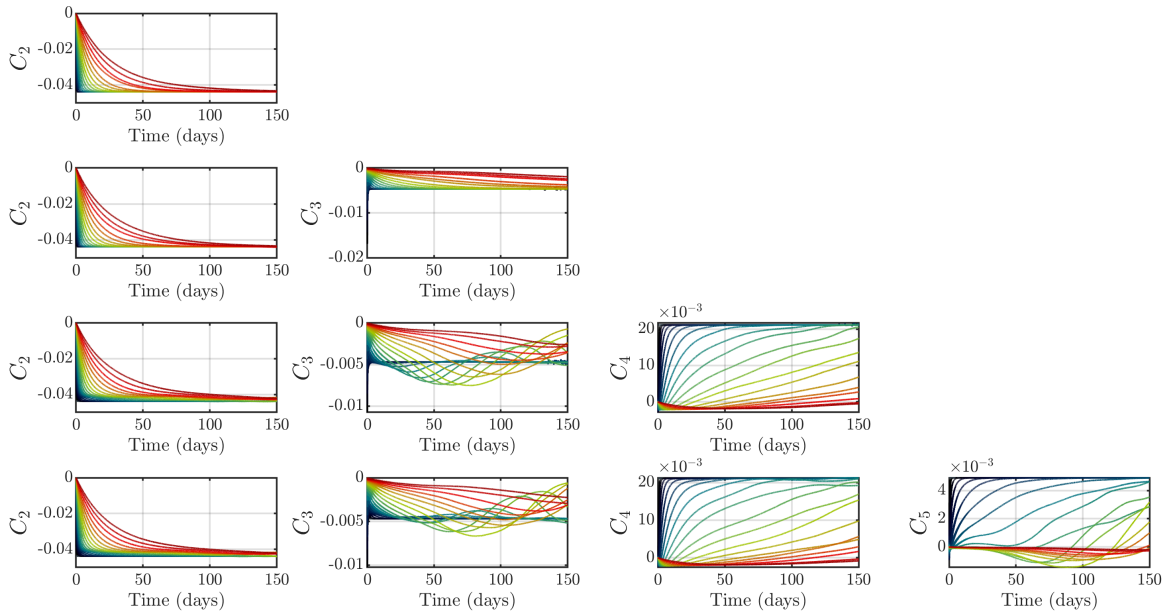 0
-0.02
-0.04
C₂
0 50 100 150
Time (days)
0 0
-0.02 -0.01
-0.04 -0.02
C₂ C₃
0 50 100 150 0 50 100 150
Time (days) Time (days)
×10⁻³
0 0 20
-0.02 -0.005 10
-0.04 -0.01 0
C₂ C₃ C₄
0 50 100 150 0 50 100 150 0 50 100 150
Time (days) Time (days) Time (days)
×10⁻³ ×10⁻³
0 0 20 4
-0.02 -0.005 10 2
-0.04 -0.01 0 0
C₂ C₃ C₄ C₅
0 50 100 150 0 50 100 150 0 50 100 150 0 50 100 150
Time (days) Time (days) Time (days) Time (days)